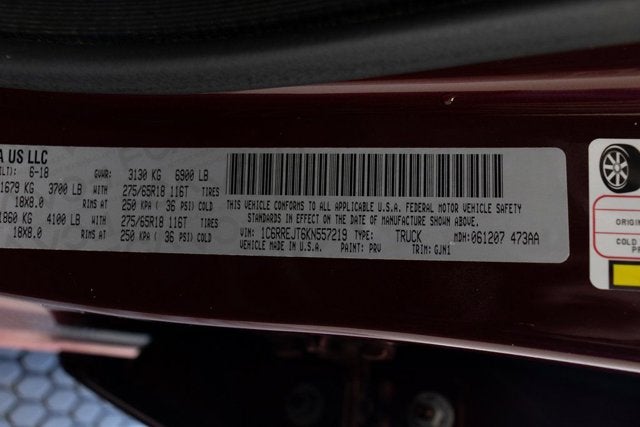 A US LLC
ILT): 6-18 GVWR: 3130 KG 6900 LB
1679 KG 3700 LB WITH 275/65R18 116T TIRES
18X8.0 RIMS AT 250 KPA ( 36 PSI) COLD
1860 KG 4100 LB WITH 275/65R18 116T TIRES
18X8.0 RIMS AT 250 KPA ( 36 PSI) COLD
THIS VEHICLE CONFORMS TO ALL APPLICABLE U.S.A. FEDERAL MOTOR VEHICLE SAFETY
STANDARDS IN EFFECT ON THE DATE OF MANUFACTURE SHOWN ABOVE.
VIN: 1C6RREJT6KN557219 TYPE: TRUCK MDH: 061207 473AA
MADE IN U.S.A. PAINT: PRV TRIM: GJN1
ORIGIN
COLD